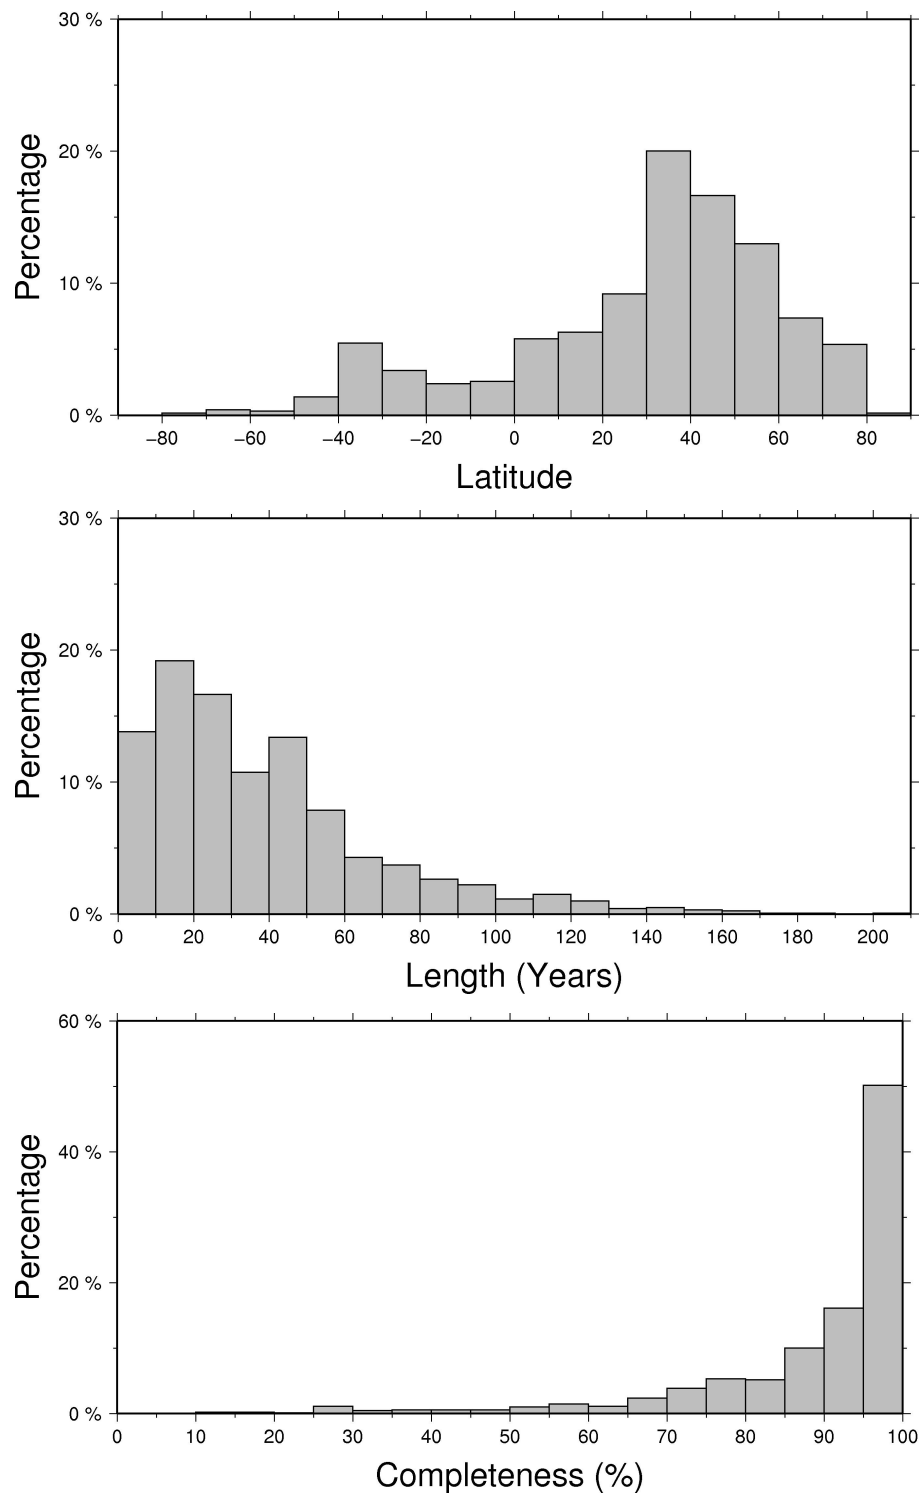 30 %
20 %
10 %
0 %
Percentage
−80 −60 −40 −20 0 20 40 60 80
Latitude
30 %
20 %
10 %
0 %
Percentage
0 20 40 60 80 100 120 140 160 180 200
Length (Years)
60 %
40 %
20 %
0 %
Percentage
0 10 20 30 40 50 60 70 80 90 100
Completeness (%)